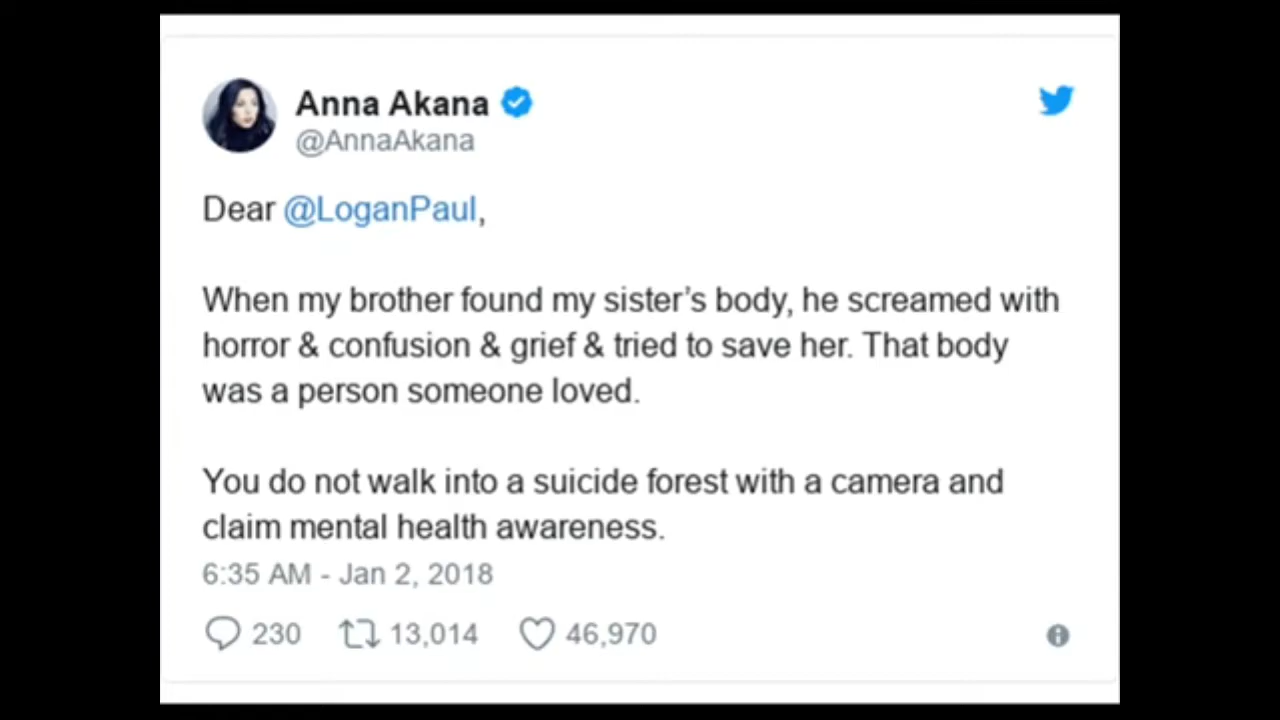 Anna Akana
@AnnaAkana
Dear @LoganPaul,
When my brother found my sister’s body, he screamed with
horror & confusion & grief & tried to save her. That body
was a person someone loved.
You do not walk into a suicide forest with a camera and
claim mental health awareness.
6:35 AM - Jan 2, 2018
230 13,014 46,970